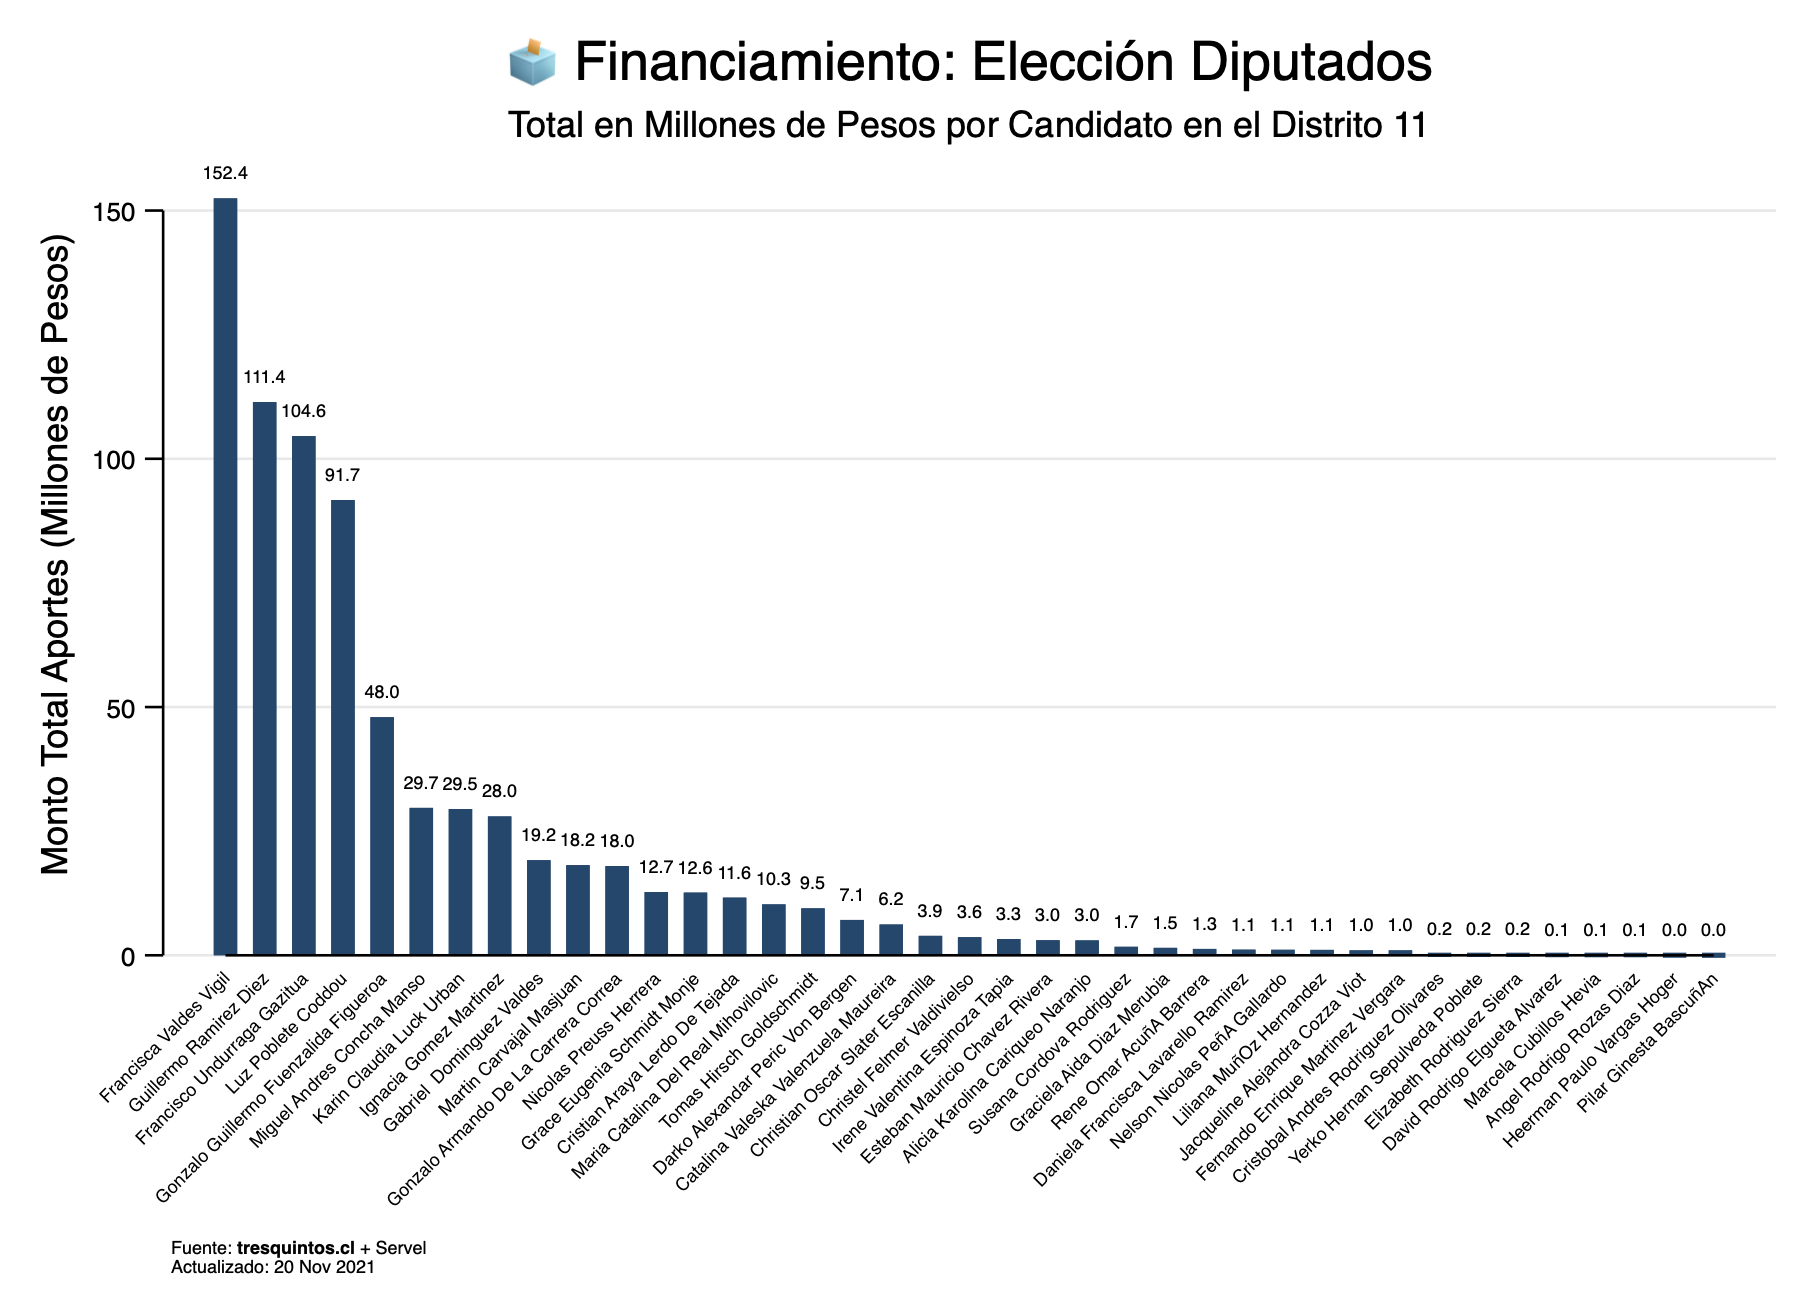 Financiamiento: Elección Diputados
Total en Millones de Pesos por Candidato en el Distrito 11
Monto Total Aportes (Millones de Pesos)
150
100
50
0
152.4
111.4
104.6
91.7
48.0
29.7
29.5
28.0
19.2
18.2
18.0
12.7
12.6
11.6
10.3
9.5
7.1
6.2
3.9
3.6
3.3
3.0
3.0
1.7
1.5
1.3
1.1
1.1
1.1
1.0
1.0
0.2
0.2
0.2
0.1
0.1
0.1
0.0
0.0
Francisca Valdes Vigil
Guillermo Ramirez Diez
Francisco Undurraga Gazitua
Luz Poblete Coddou
Gonzalo Guillermo Fuenzalida Figueroa
Miguel Andres Concha Manso
Karin Claudia Luck Urban
Ignacia Gomez Martinez
Gabriel  Dominguez Valdes
Martin Carvajal Masjuan
Gonzalo Armando De La Carrera Correa
Nicolas Preuss Herrera
Grace Eugenia Schmidt Monje
Cristian Araya Lerdo De Tejada
Maria Catalina Del Real Mihovilovic
Tomas Hirsch Goldschmidt
Darko Alexandar Peric Von Bergen
Catalina Valeska Valenzuela Maureira
Christian Oscar Slater Escanilla
Christel Felmer Valdivielso
Irene Valentina Espinoza Tapia
Esteban Mauricio Chavez Rivera
Alicia Karolina Cariqueo Naranjo
Susana Cordova Rodriguez
Graciela Aida Diaz Merubia
Rene Omar AcuñA Barrera
Daniela Francisca Lavarello Ramirez
Nelson Nicolas PeñA Gallardo
Liliana MuñOz Hernandez
Jacqueline Alejandra Cozza Viot
Fernando Enrique Martinez Vergara
Cristobal Andres Rodriguez Olivares
Yerko Hernan Sepulveda Poblete
Elizabeth Rodriguez Sierra
David Rodrigo Elgueta Alvarez
Marcela Cubillos Hevia
Angel Rodrigo Rozas Diaz
Heerman Paulo Vargas Hoger
Pilar Ginesta BascuñAn
Fuente: tresquintos.cl + Servel
Actualizado: 20 Nov 2021